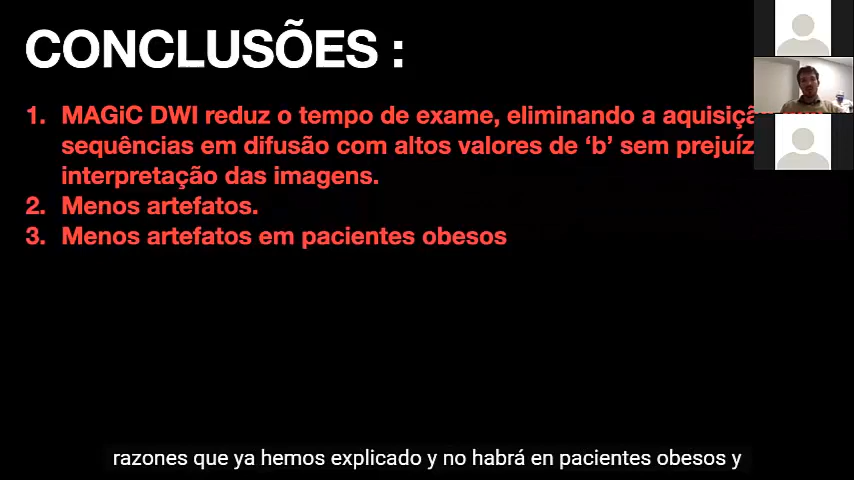 CONCLUSÕES :
1. MAGiC DWI reduz o tempo de exame, eliminando a
sequências em difusão com altos valores de ‘b’ sem
interpretação das imagens.
2. Menos artefatos.
3. Menos artefatos em pacientes obesos
razones que ya hemos explicado y no habrá en pacientes obesos y